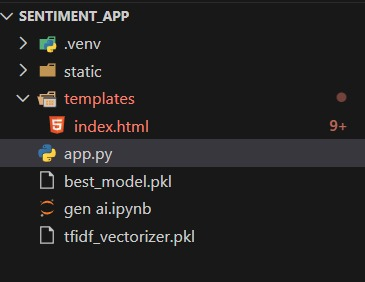 SENTIMENT_APP
.venv
static
templates
index.html 9+
app.py
best_model.pkl
gen ai.ipynb
tfidf_vectorizer.pkl